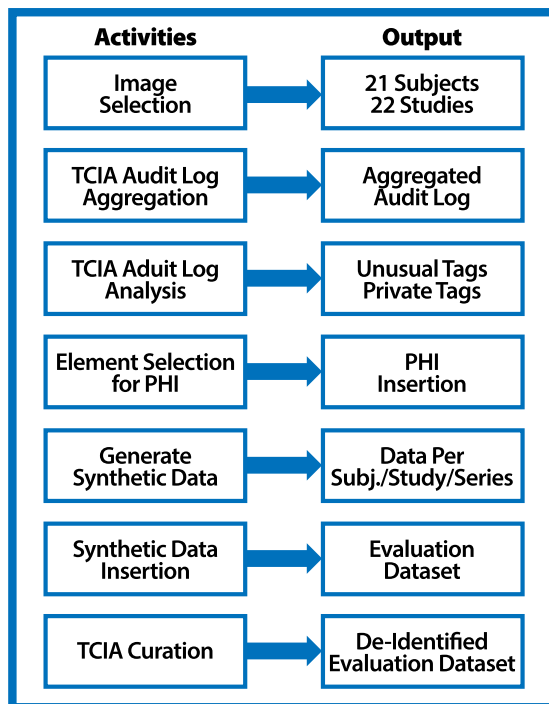 Activities
Output
Image
Selection
21 Subjects
22 Studies
TCIA Audit Log
Aggregation
Aggregated
Audit Log
TCIA Aduit Log
Analysis
Unusual Tags
Private Tags
Element Selection
for PHI
PHI
Insertion
Generate
Synthetic Data
Data Per
Subj./Study/Series
Synthetic Data
Insertion
Evaluation
Dataset
TCIA Curation
De-Identified
Evaluation Dataset